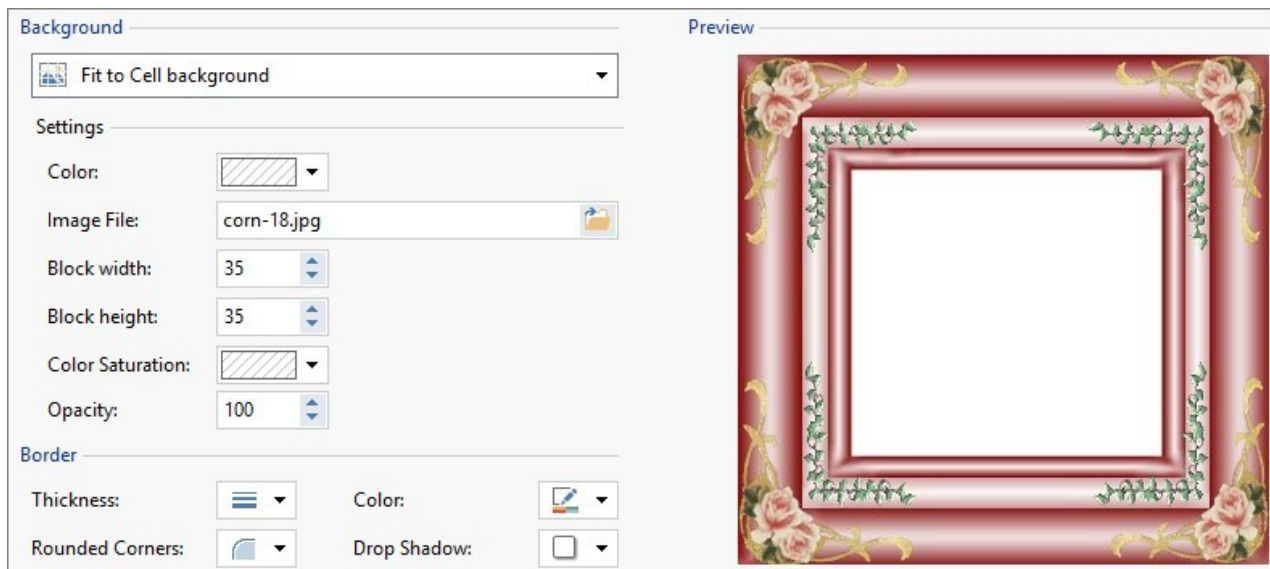 Background
Preview
Fit to Cell background
Settings
Color:
Image File: corn-18.jpg
Block width: 35
Block height: 35
Color Saturation:
Opacity: 100
Border
Thickness: Color:
Rounded Corners: Drop Shadow: